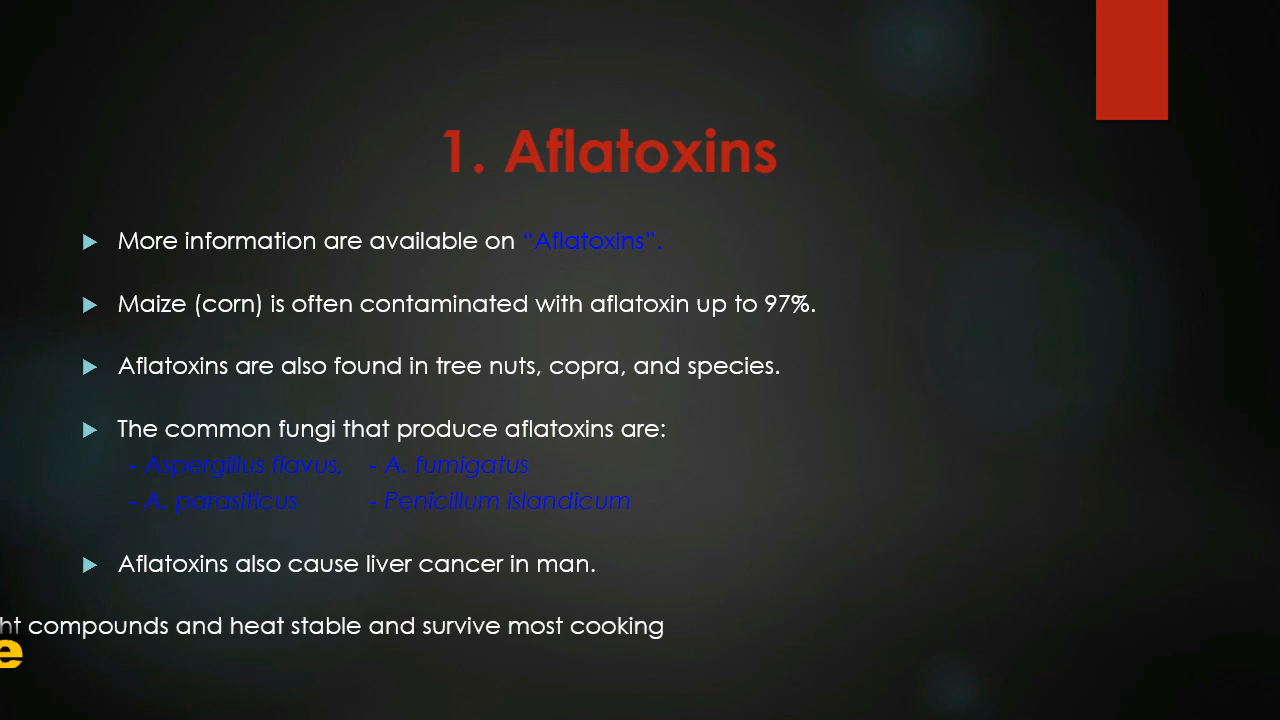 1. Aflatoxins
More information are available on “Aflatoxins”.
Maize (corn) is often contaminated with aflatoxin up to 97%.
Aflatoxins are also found in tree nuts, copra, and species.
The common fungi that produce aflatoxins are:
- Aspergillus flavus, - A. fumigatus
- A. parasiticus - Penicillum islandicum
Aflatoxins also cause liver cancer in man.
ht compounds and heat stable and survive most cooking
e